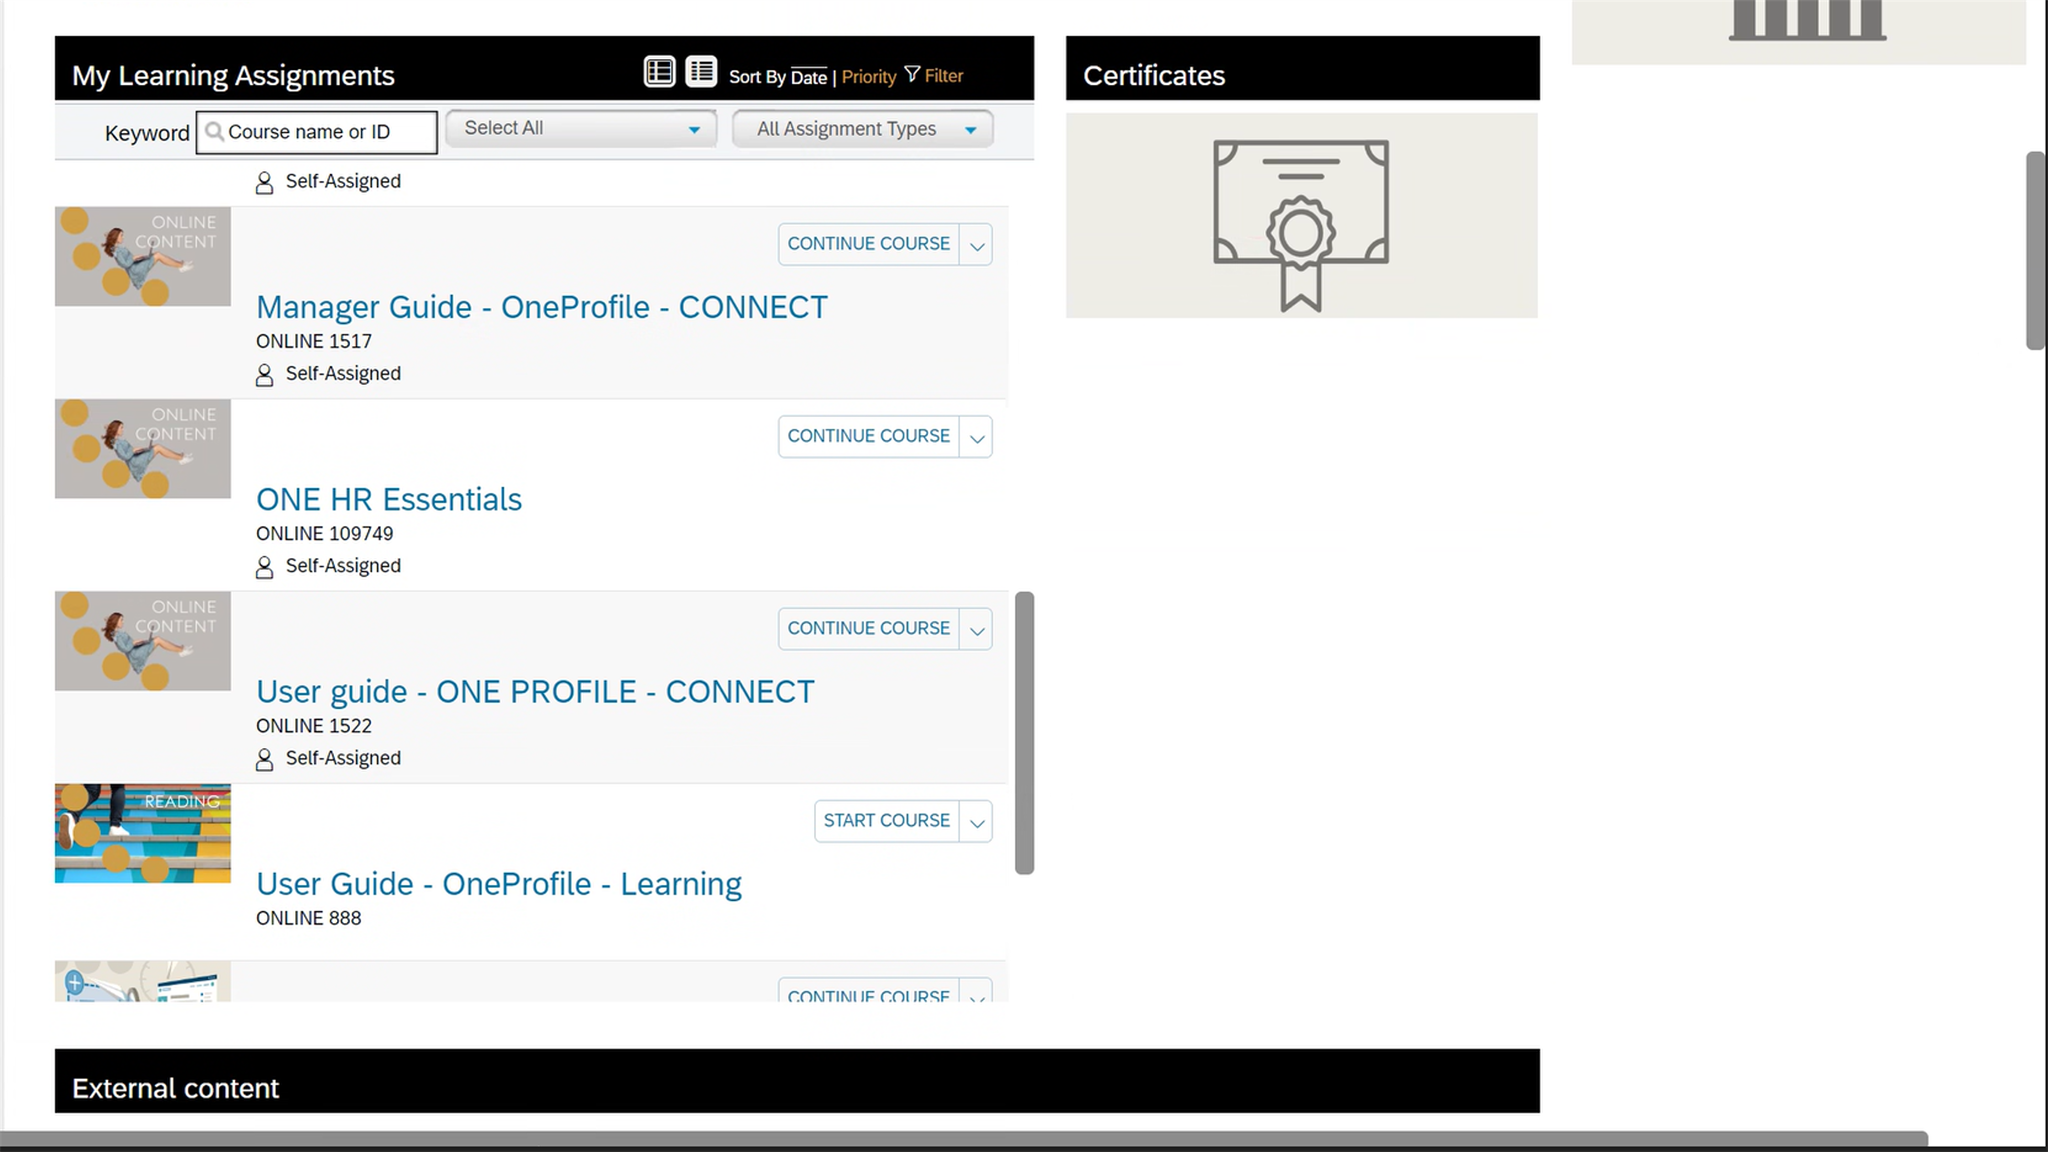 My Learning Assignments
Sort By Date | Priority Filter
Keyword Course name or ID Select All All Assignment Types
Self-Assigned
ONLINE
CONTENT
CONTINUE COURSE
Manager Guide - OneProfile - CONNECT
ONLINE 1517
Self-Assigned
ONLINE
CONTENT
CONTINUE COURSE
ONE HR Essentials
ONLINE 109749
Self-Assigned
ONLINE
CONTENT
CONTINUE COURSE
User guide - ONE PROFILE - CONNECT
ONLINE 1522
Self-Assigned
READING
START COURSE
User Guide - OneProfile - Learning
ONLINE 888
CONTINUE COURSE
Certificates
External content